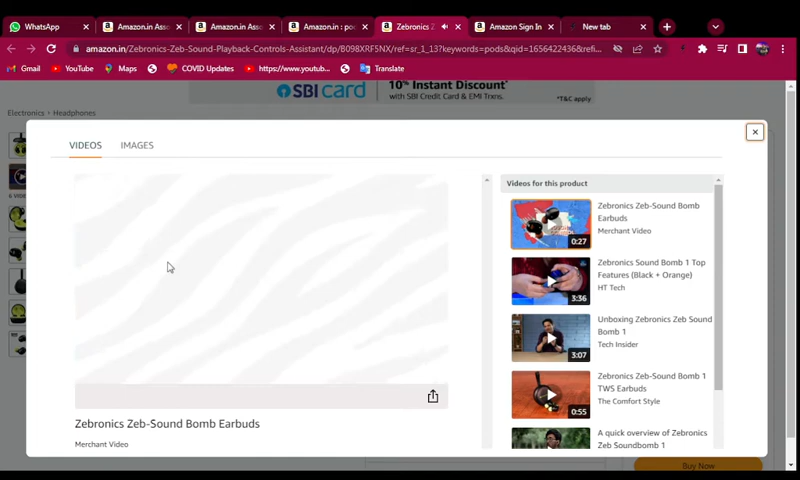 WhatsApp
Amazon.in Asso
Amazon.in Asso
Amazon.in : po
Zebronics Z
Amazon Sign In
New tab
amazon.in/Zebronics-Zeb-Sound-Playback-Controls-Assistant/dp/B098XRF5NX/ref=sr_1_13?keywords=pods&qid=1656422436&refi...
Gmail
YouTube
Maps
COVID Updates
https://www.youtub...
Translate
SBI card
10% Instant Discount*
with SBI Credit Card & EMI Trxns.
*T&C apply
Electronics › Headphones
VIDEOS
IMAGES
6 VIDEO
Zebronics Zeb-Sound Bomb Earbuds
Merchant Video
Videos for this product
0:27
Zebronics Zeb-Sound Bomb
Earbuds
Merchant Video
3:36
Zebronics Sound Bomb 1 Top
Features (Black + Orange)
HT Tech
3:07
Unboxing Zebronics Zeb Sound
Bomb 1
Tech Insider
0:55
Zebronics Zeb-Sound Bomb 1
TWS Earbuds
The Comfort Style
A quick overview of Zebronics
Zeb Soundbomb 1
Buy Now